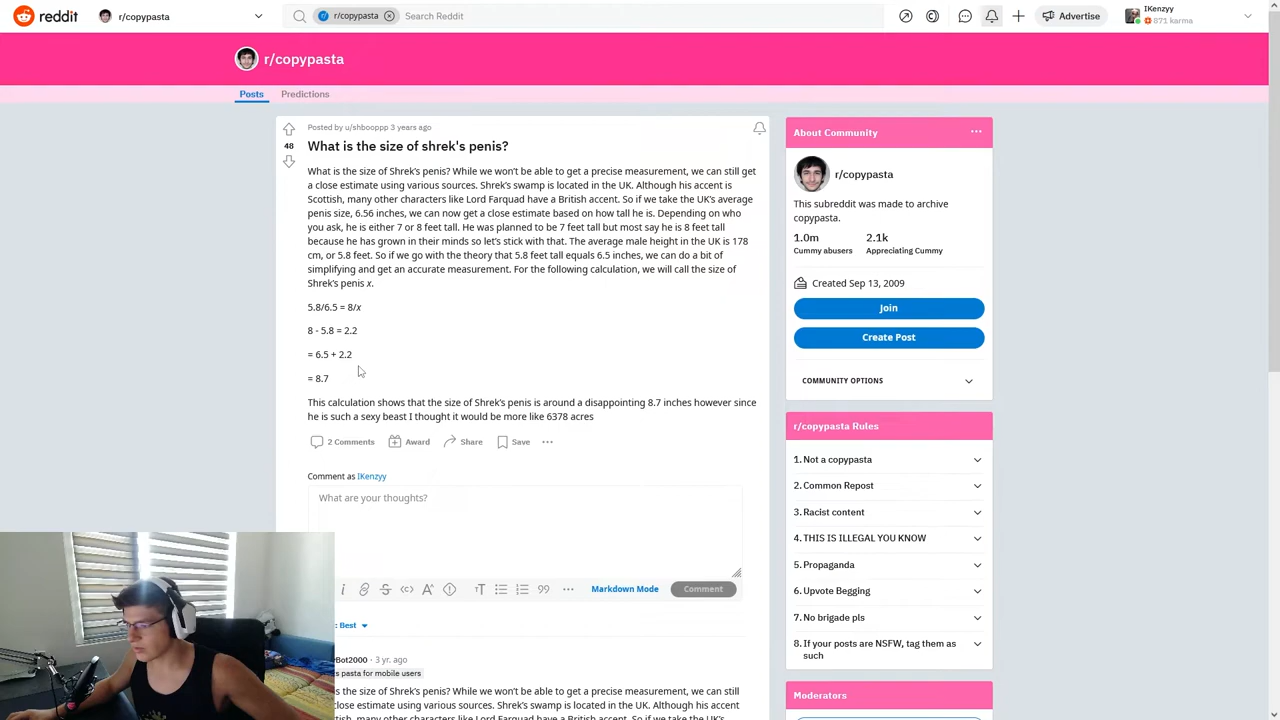 reddit
r/copypasta
r/copypasta
Search Reddit
Advertise
IKenzyy
871 karma
r/copypasta
Posts
Predictions
Posted by u/shbooppp 3 years ago
48
What is the size of shrek's penis?
What is the size of Shrek's penis? While we won't be able to get a precise measurement, we can still get
a close estimate using various sources. Shrek's swamp is located in the UK. Although his accent is
Scottish, many other characters like Lord Farquad have a British accent. So if we take the UK's average
penis size, 6.56 inches, we can now get a close estimate based on how tall he is. Depending on who
you ask, he is either 7 or 8 feet tall. He was planned to be 7 feet tall but most say he is 8 feet tall
because he has grown in their minds so let's stick with that. The average male height in the UK is 178
cm, or 5.8 feet. So if we go with the theory that 5.8 feet tall equals 6.5 inches, we can do a bit of
simplifying and get an accurate measurement. For the following calculation, we will call the size of
Shrek's penis x.
5.8/6.5 = 8/x
8 - 5.8 = 2.2
= 6.5 + 2.2
= 8.7
This calculation shows that the size of Shrek's penis is around a disappointing 8.7 inches however since
he is such a sexy beast I thought it would be more like 6378 acres
2 Comments
Award
Share
Save
Comment as IKenzyy
What are your thoughts?
Markdown Mode
Comment
: Best
Bot2000 · 3 yr. ago
s pasta for mobile users
s the size of Shrek's penis? While we won't be able to get a precise measurement, we can still
close estimate using various sources. Shrek's swamp is located in the UK. Although his accent
ttish, many other characters like Lord Farquad have a British accent. So if we take the UK's
About Community
r/copypasta
This subreddit was made to archive
copypasta.
1.0m
2.1k
Cummy abusers
Appreciating Cummy
Created Sep 13, 2009
Join
Create Post
COMMUNITY OPTIONS
r/copypasta Rules
1. Not a copypasta
2. Common Repost
3. Racist content
4. THIS IS ILLEGAL YOU KNOW
5. Propaganda
6. Upvote Begging
7. No brigade pls
8. If your posts are NSFW, tag them as
such
Moderators